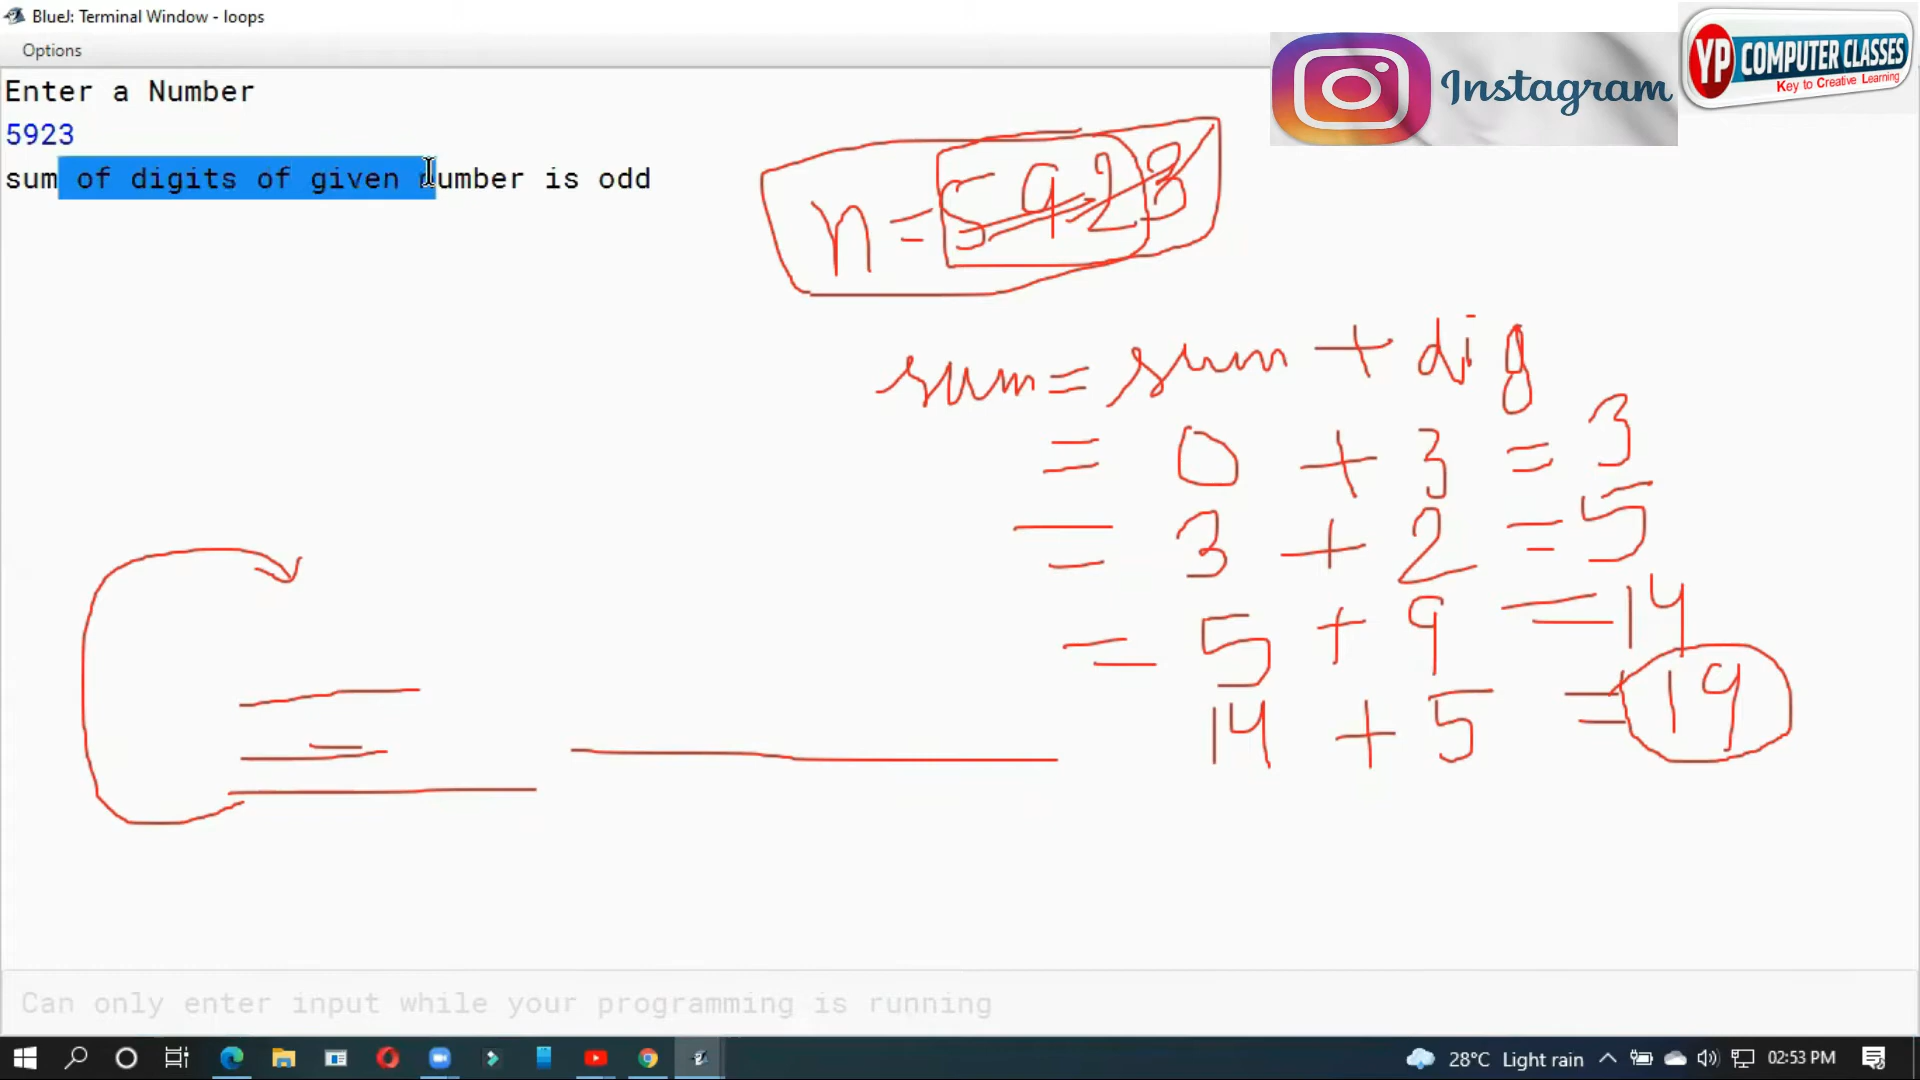 BlueJ: Terminal Window - loops
Options
Enter a Number
5923
sum of digits of given number is odd
Instagram
YP COMPUTER CLASSES
Key to Creative Learning
n = 5923
sum = sum + dig
= 0 + 3 = 3
= 3 + 2 = 5
= 5 + 9 = 14
14 + 5 = 19
Can only enter input while your programming is running
28°C Light rain
02:53 PM